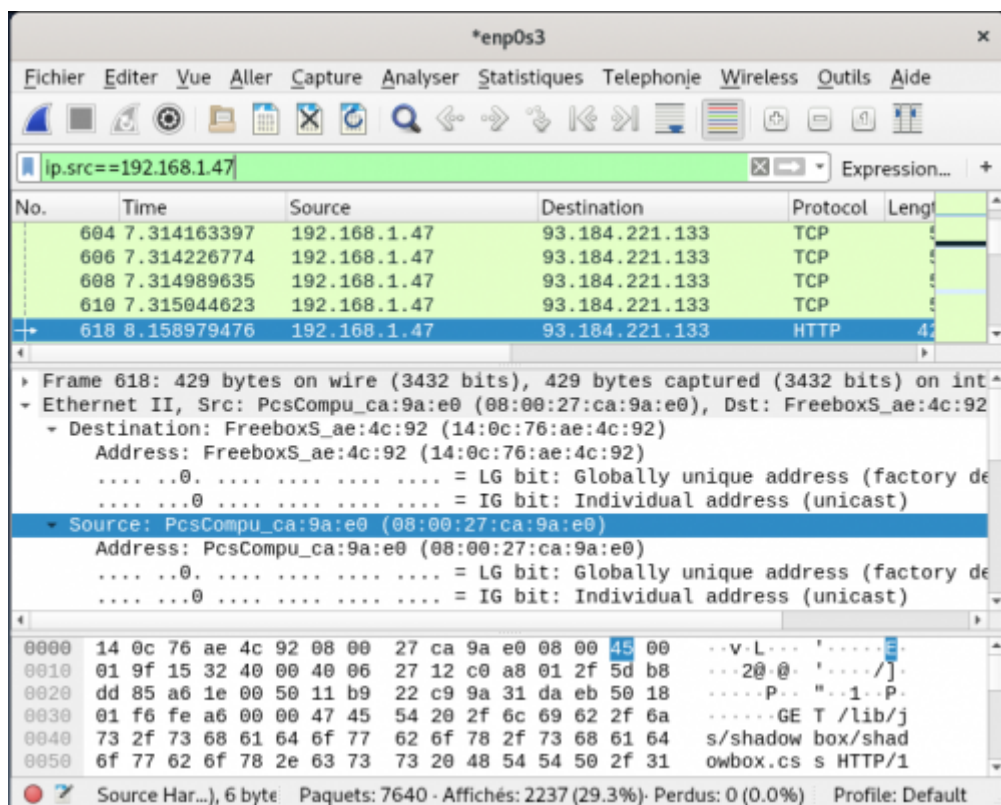 *enp0s3 ×
Fichier Editer Vue Aller Capture Analyser Statistiques Telephonie Wireless Outils Aide
ip.src==192.168.1.47 Expression... +
No. Time Source Destination Protocol Lengt
604 7.314163397 192.168.1.47 93.184.221.133 TCP 5
606 7.314226774 192.168.1.47 93.184.221.133 TCP 5
608 7.314989635 192.168.1.47 93.184.221.133 TCP 5
610 7.315044623 192.168.1.47 93.184.221.133 TCP 5
618 8.158979476 192.168.1.47 93.184.221.133 HTTP 42
Frame 618: 429 bytes on wire (3432 bits), 429 bytes captured (3432 bits) on int
Ethernet II, Src: PcsCompu_ca:9a:e0 (08:00:27:ca:9a:e0), Dst: FreeboxS_ae:4c:92
Destination: FreeboxS_ae:4c:92 (14:0c:76:ae:4c:92)
Address: FreeboxS_ae:4c:92 (14:0c:76:ae:4c:92)
.... ..0. .... .... .... .... = LG bit: Globally unique address (factory de
.... ...0 .... .... .... .... = IG bit: Individual address (unicast)
Source: PcsCompu_ca:9a:e0 (08:00:27:ca:9a:e0)
Address: PcsCompu_ca:9a:e0 (08:00:27:ca:9a:e0)
.... ..0. .... .... .... .... = LG bit: Globally unique address (factory de
.... ...0 .... .... .... .... = IG bit: Individual address (unicast)
0000 14 0c 76 ae 4c 92 08 00 27 ca 9a e0 08 00 45 00 ··v·L··· '·····E·
0010 01 9f 15 32 40 00 40 06 27 12 c0 a8 01 2f 5d b8 ···2@·@· '····/]·
0020 dd 85 a6 1e 00 50 11 b9 22 c9 9a 31 da eb 50 18 ·····P·· "··1··P·
0030 01 f6 fe a6 00 00 47 45 54 20 2f 6c 69 62 2f 6a ······GE T /lib/j
0040 73 2f 73 68 61 64 6f 77 62 6f 78 2f 73 68 61 64 s/shadow box/shad
0050 6f 77 62 6f 78 2e 63 73 73 20 48 54 54 50 2f 31 owbox.cs s HTTP/1
Source Har...), 6 byte Paquets: 7640 · Affichés: 2237 (29.3%)· Perdus: 0 (0.0%) Profile: Default